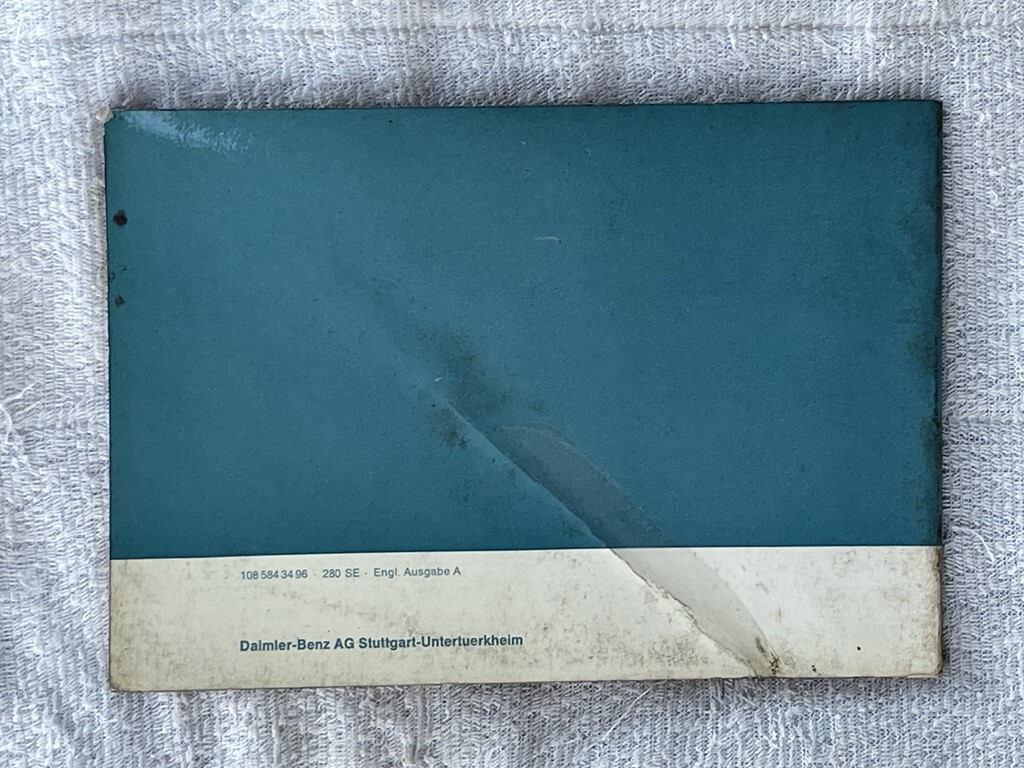 108 584 34 96 · 280 SE · Engl. Ausgabe A
Daimler-Benz AG Stuttgart-Untertuerkheim